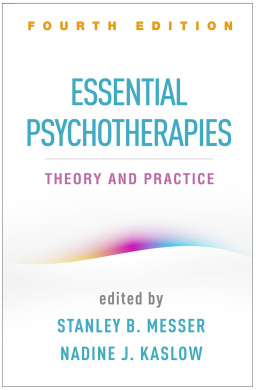 FOURTH EDITION
ESSENTIAL
PSYCHOTHERAPIES
THEORY AND PRACTICE
edited by
STANLEY B. MESSER
NADINE J. KASLOW